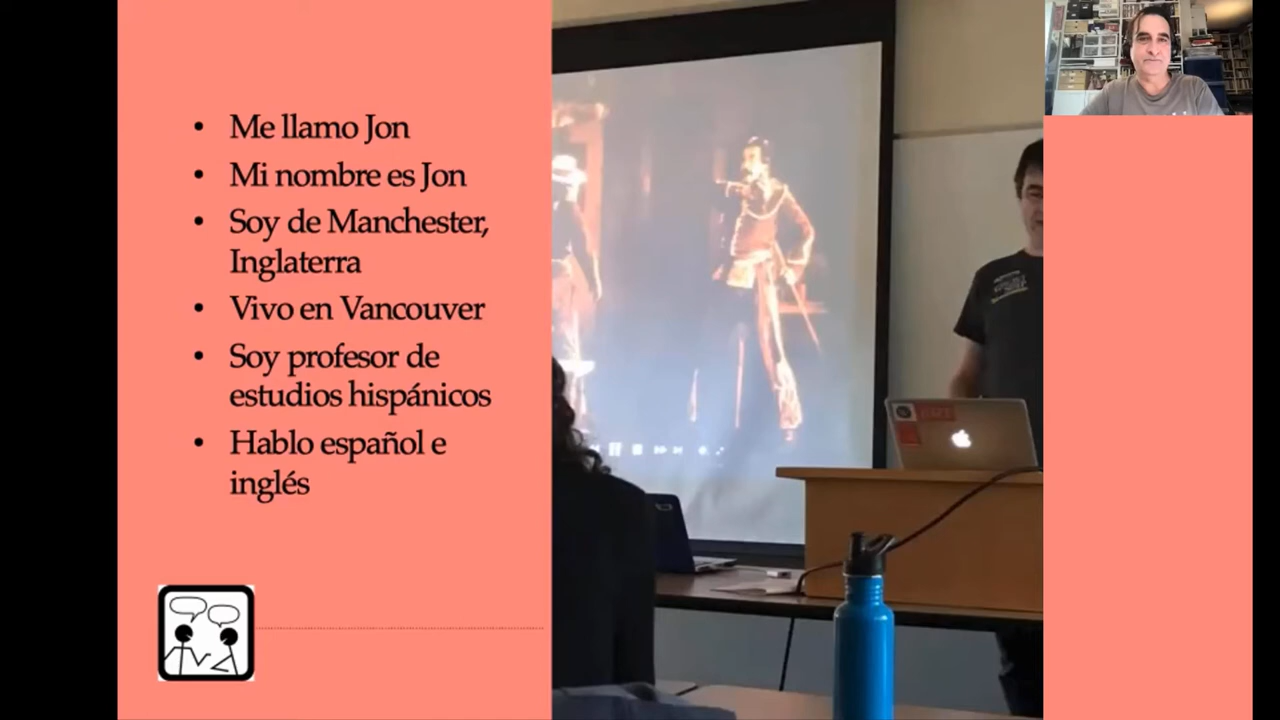 Me llamo Jon
Mi nombre es Jon
Soy de Manchester,
Inglaterra
Vivo en Vancouver
Soy profesor de
estudios hispánicos
Hablo español e
inglés